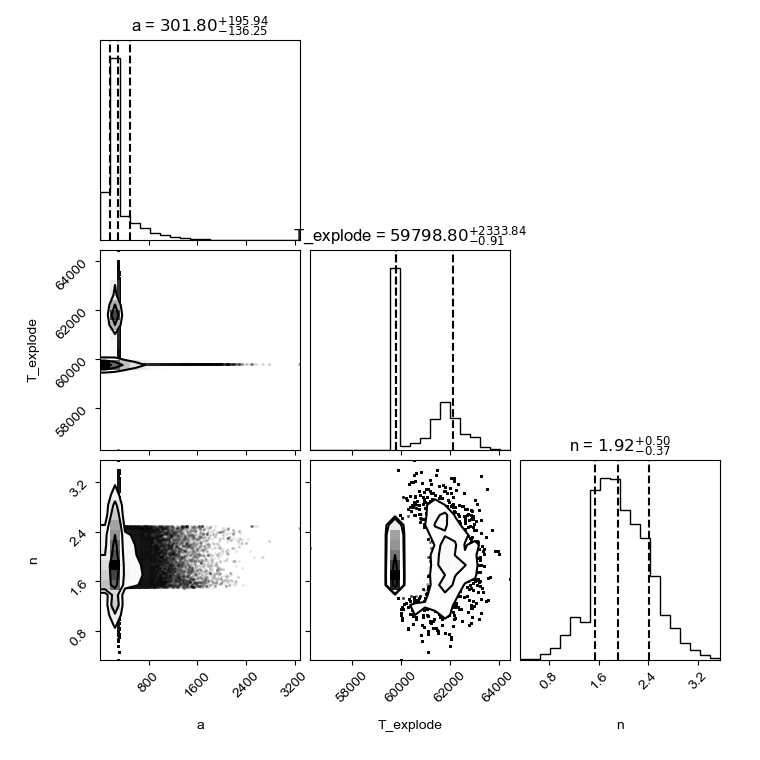 a = 301.80+195.94
−136.25
64000
62000
60000
58000
T_explode
T_explode = 59798.80+2333.84
−0.91
3.2
2.4
1.6
0.8
n
n = 1.92+0.50
−0.37
800
1600
2400
3200
58000
60000
62000
64000
0.8
1.6
2.4
3.2
a
T_explode
n